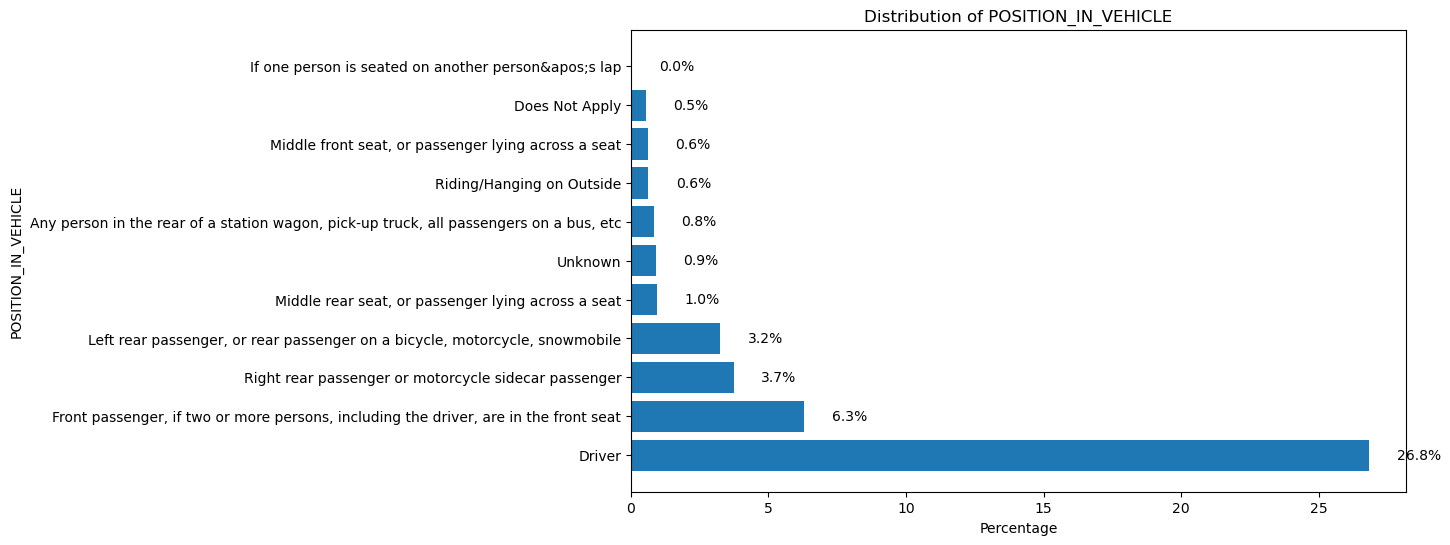 Distribution of POSITION_IN_VEHICLE
If one person is seated on another person&apos;s lap 0.0%
Does Not Apply 0.5%
Middle front seat, or passenger lying across a seat 0.6%
Riding/Hanging on Outside 0.6%
Any person in the rear of a station wagon, pick-up truck, all passengers on a bus, etc 0.8%
Unknown 0.9%
Middle rear seat, or passenger lying across a seat 1.0%
Left rear passenger, or rear passenger on a bicycle, motorcycle, snowmobile 3.2%
Right rear passenger or motorcycle sidecar passenger 3.7%
Front passenger, if two or more persons, including the driver, are in the front seat 6.3%
Driver 26.8%
POSITION_IN_VEHICLE
0 5 10 15 20 25
Percentage